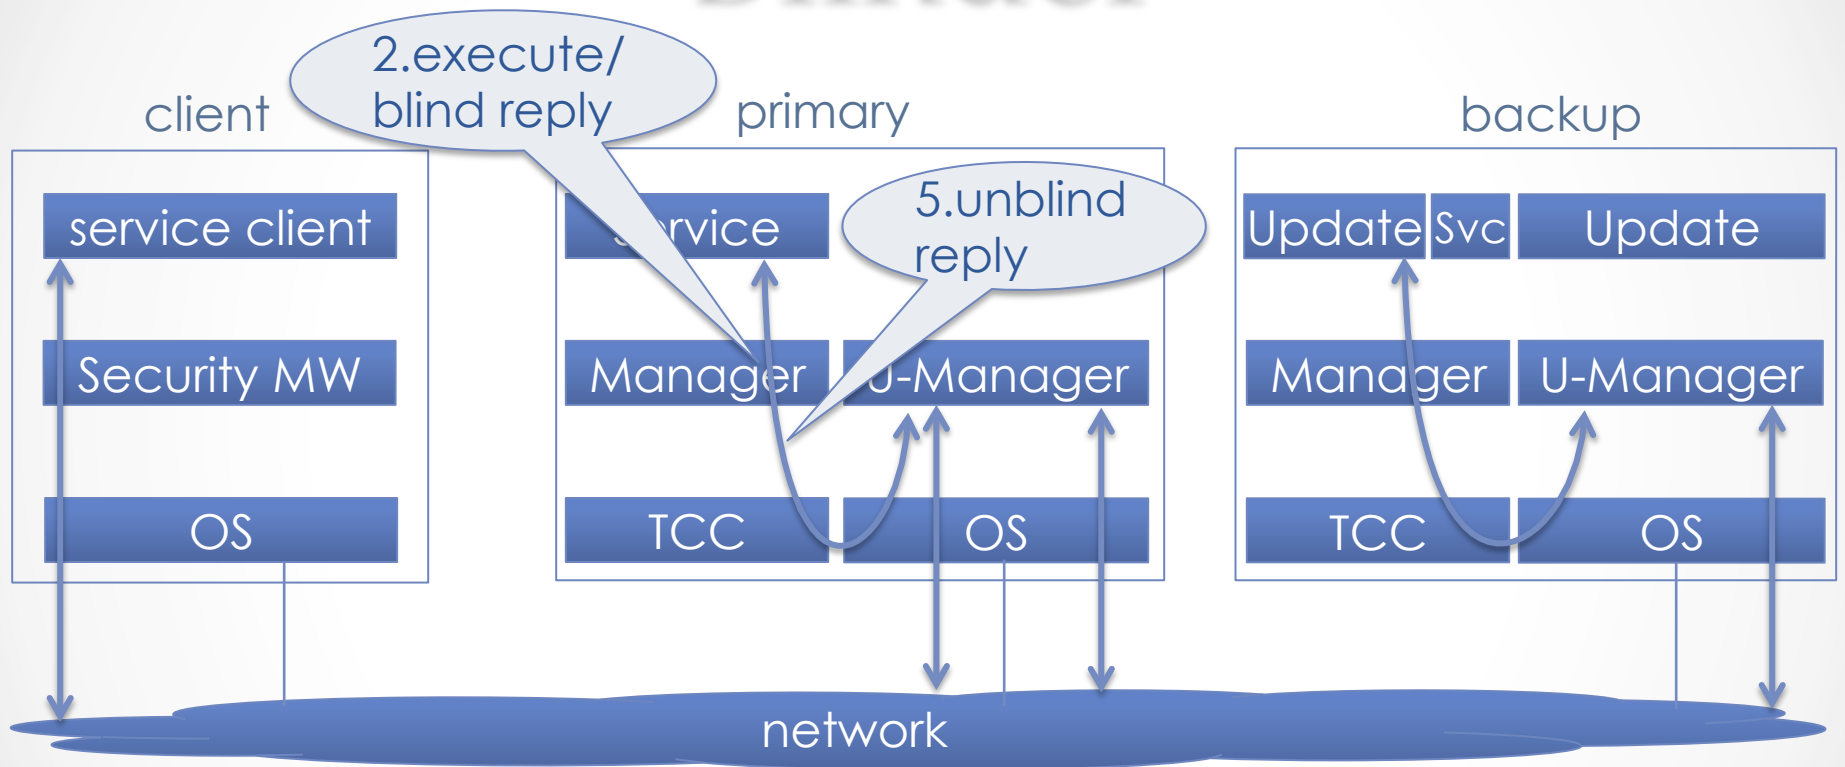 2.execute/
blind reply
client
primary
backup
service client
service
5.unblind
reply
Update
Svc
Update
Security MW
Manager
U-Manager
Manager
U-Manager
OS
TCC
OS
TCC
OS
network